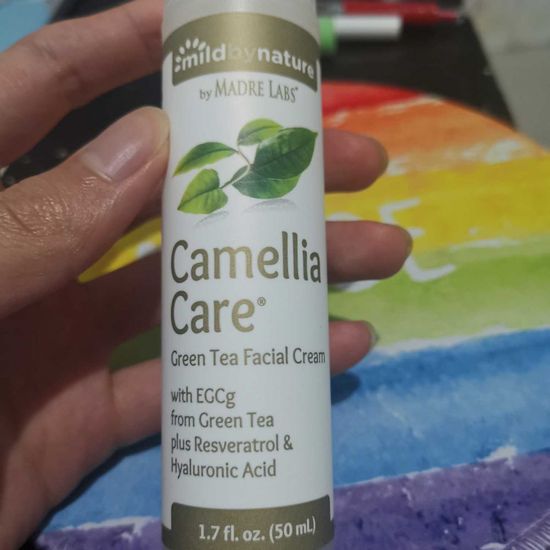 mildbynature
by MADRE LABS®
Camellia
Care®
Green Tea Facial Cream
with EGCg
from Green Tea
plus Resveratrol &
Hyaluronic Acid
1.7 fl. oz. (50 mL)